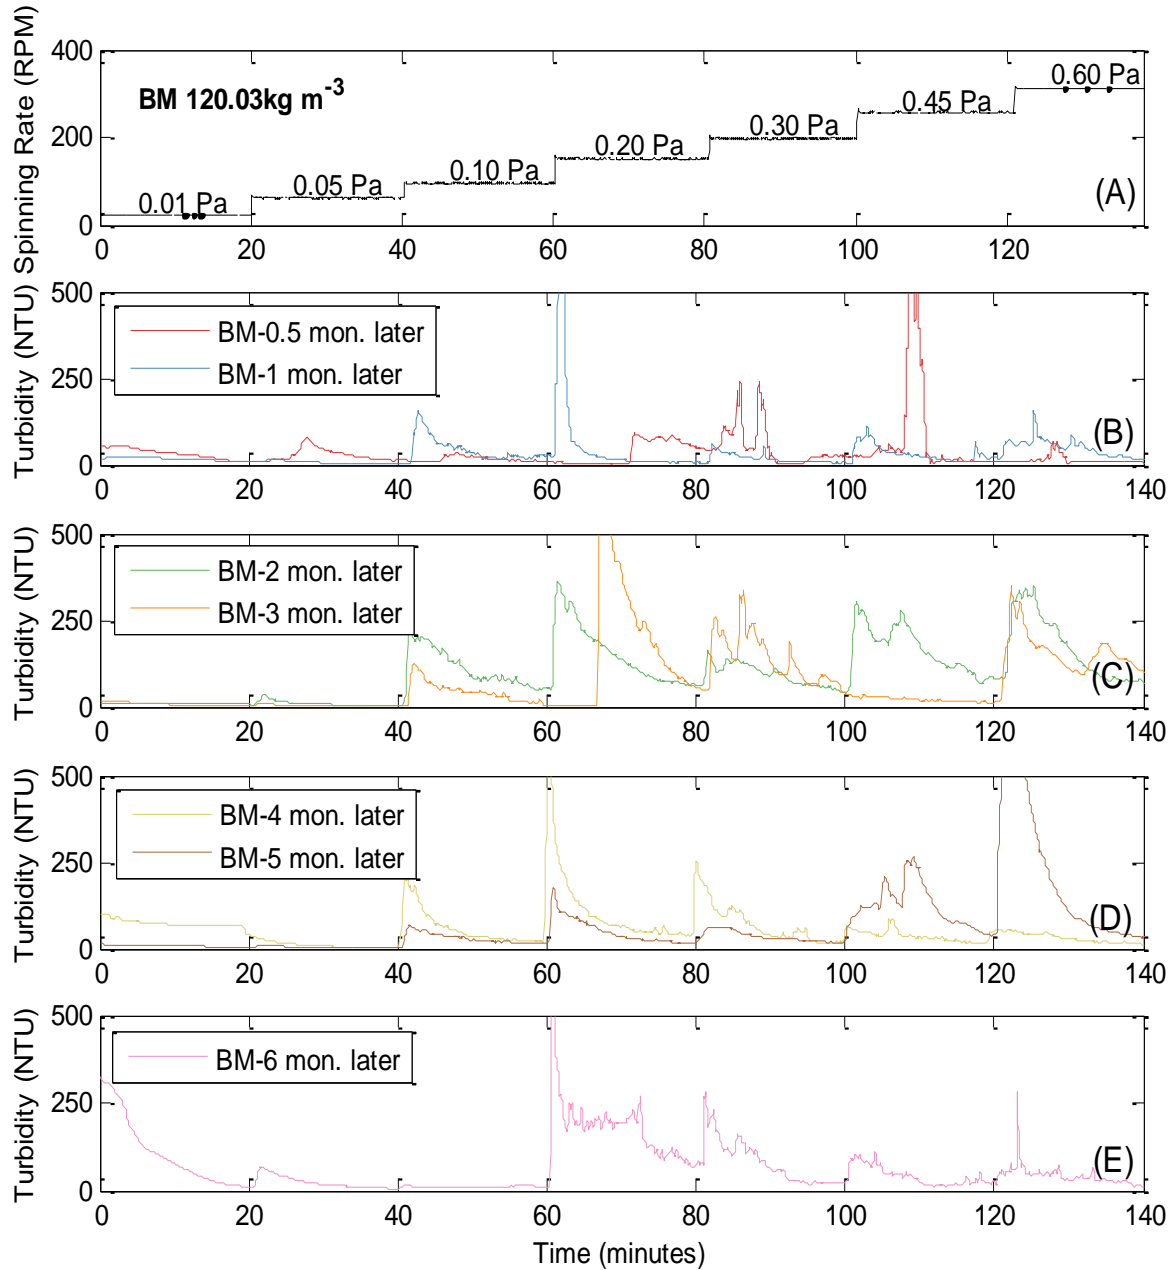 Spinning Rate (RPM)
400
200
0
BM 120.03kg m-3
0.01 Pa
0.05 Pa
0.10 Pa
0.20 Pa
0.30 Pa
0.45 Pa
0.60 Pa
(A)
0 20 40 60 80 100 120
Turbidity (NTU)
500
250
0
BM-0.5 mon. later
BM-1 mon. later
(B)
0 20 40 60 80 100 120 140
Turbidity (NTU)
500
250
0
BM-2 mon. later
BM-3 mon. later
(C)
0 20 40 60 80 100 120 140
Turbidity (NTU)
500
250
0
BM-4 mon. later
BM-5 mon. later
(D)
0 20 40 60 80 100 120 140
Turbidity (NTU)
500
250
0
BM-6 mon. later
(E)
0 20 40 60 80 100 120 140
Time (minutes)